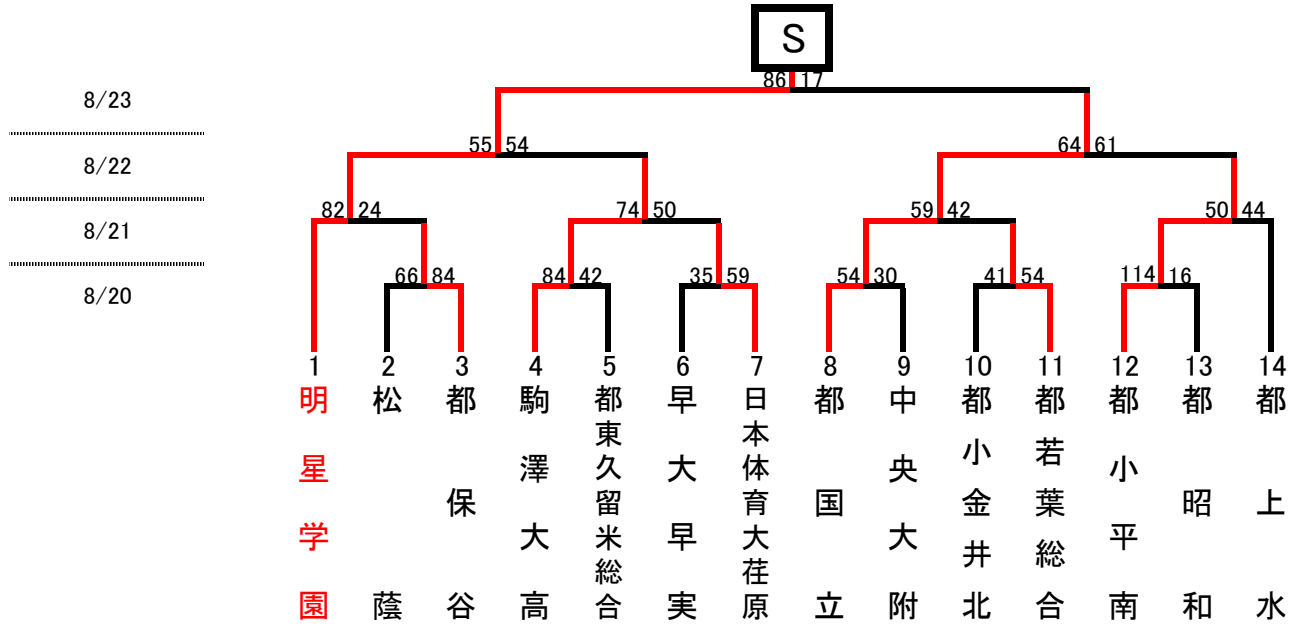 S
86 17
8/23
55 54
64 61
8/22
82 24
74 50
59 42
50 44
8/21
66 84
84 42
35 59
54 30
41 54
114 16
8/20
1 2 3 4 5 6 7 8 9 10 11 12 13 14
明星学園
松蔭
都保谷
駒澤大高
都東久留米総合
早大早実
日本体育大荏原
都国立
中央大附
都小金井北
都若葉総合
都小平南
都昭和
都上水